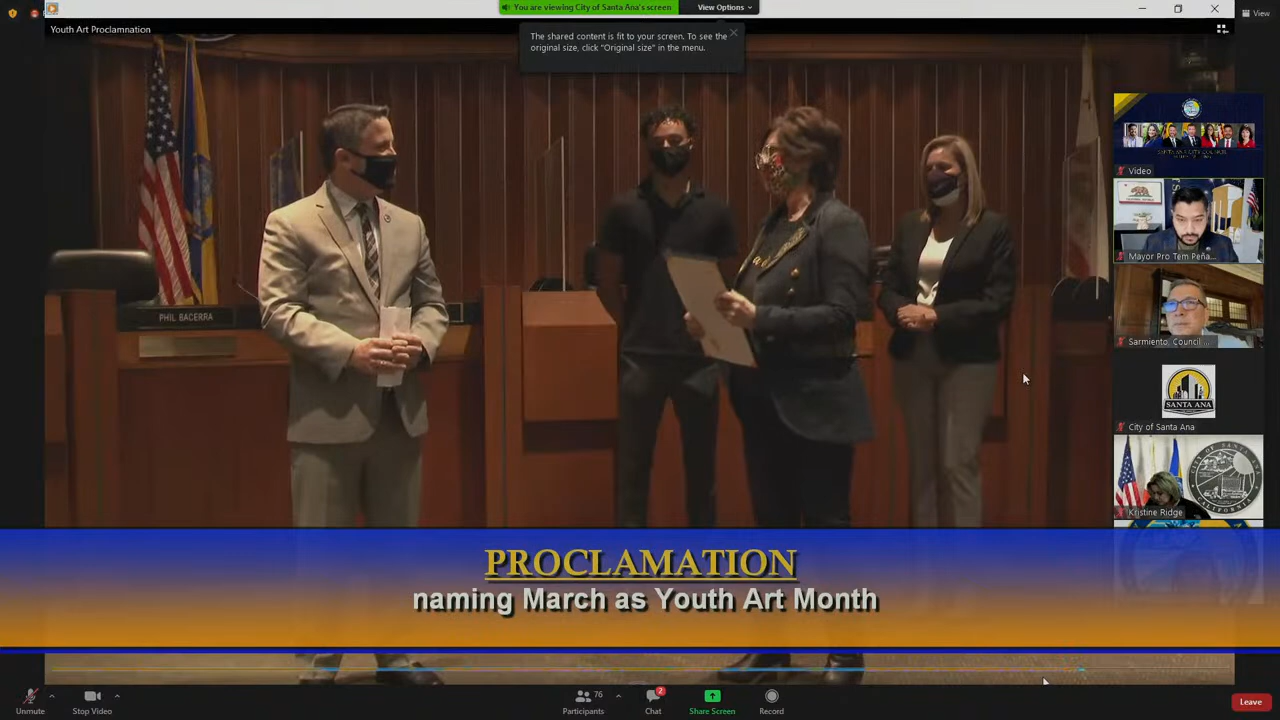 You are viewing City of Santa Ana's screen
View Options
View
Youth Art Proclamnation
The shared content is fit to your screen. To see the
original size, click "Original size" in the menu.
Video
Mayor Pro Tem Peña...
Sarmiento, Council ...
SANTA ANA
City of Santa Ana
Kristine Ridge
PHIL BACERRA
PROCLAMATION
naming March as Youth Art Month
Unmute
Stop Video
76
Participants
2
Chat
Share Screen
Record
Leave